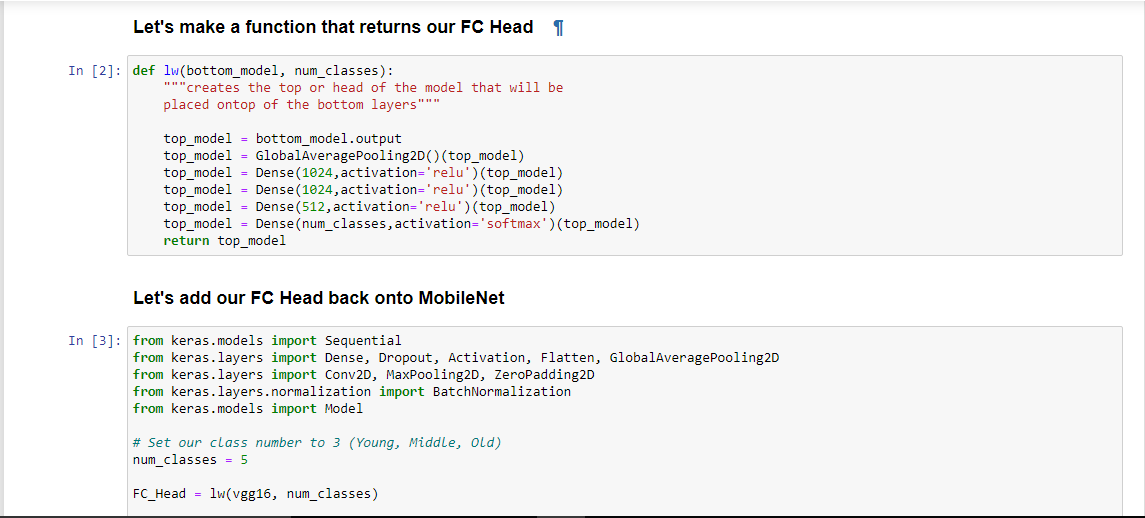 Let's make a function that returns our FC Head ¶
In [2]: def lw(bottom_model, num_classes):
"""creates the top or head of the model that will be
placed ontop of the bottom layers"""
top_model = bottom_model.output
top_model = GlobalAveragePooling2D()(top_model)
top_model = Dense(1024,activation='relu')(top_model)
top_model = Dense(1024,activation='relu')(top_model)
top_model = Dense(512,activation='relu')(top_model)
top_model = Dense(num_classes,activation='softmax')(top_model)
return top_model
Let's add our FC Head back onto MobileNet
In [3]: from keras.models import Sequential
from keras.layers import Dense, Dropout, Activation, Flatten, GlobalAveragePooling2D
from keras.layers import Conv2D, MaxPooling2D, ZeroPadding2D
from keras.layers.normalization import BatchNormalization
from keras.models import Model
# Set our class number to 3 (Young, Middle, Old)
num_classes = 5
FC_Head = lw(vgg16, num_classes)